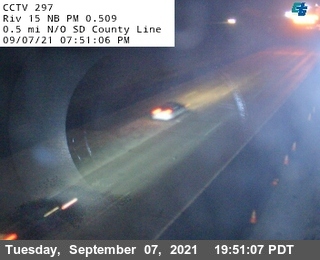 CCTV 297
Riv 15 NB PM 0.509
0.5 mi N/O SD County Line
09/07/21 07:51:06 PM
Tuesday, September 07, 2021 19:51:07 PDT